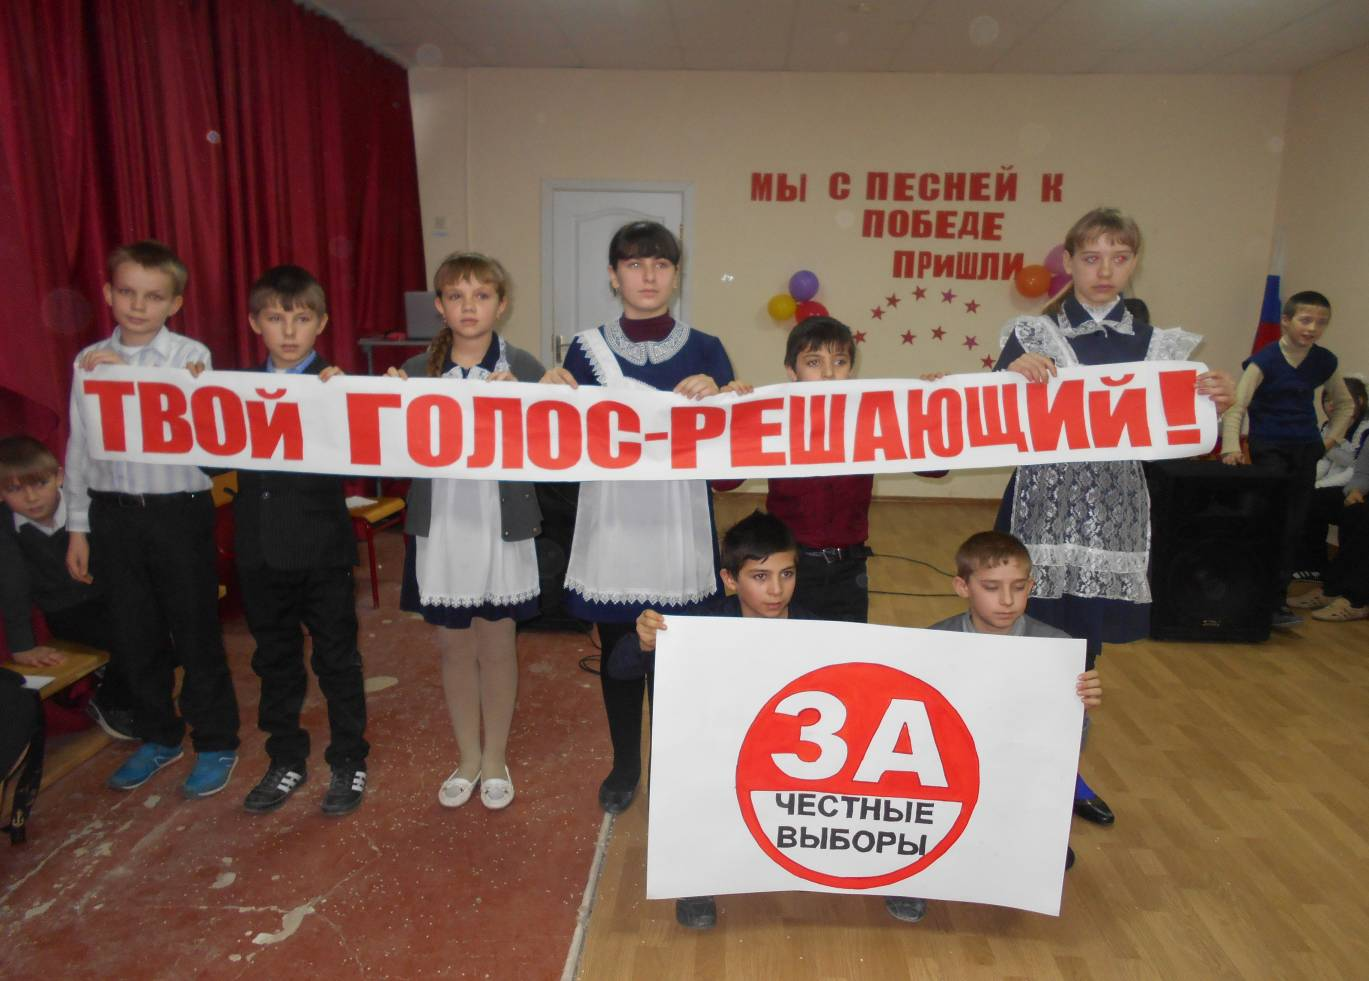 МЫ С ПЕСНЕЙ К
ПОБЕДЕ
ПРИШЛИ
ТВОЙ ГОЛОС-РЕШАЮЩИЙ!
ЗА
ЧЕСТНЫЕ
ВЫБОРЫ